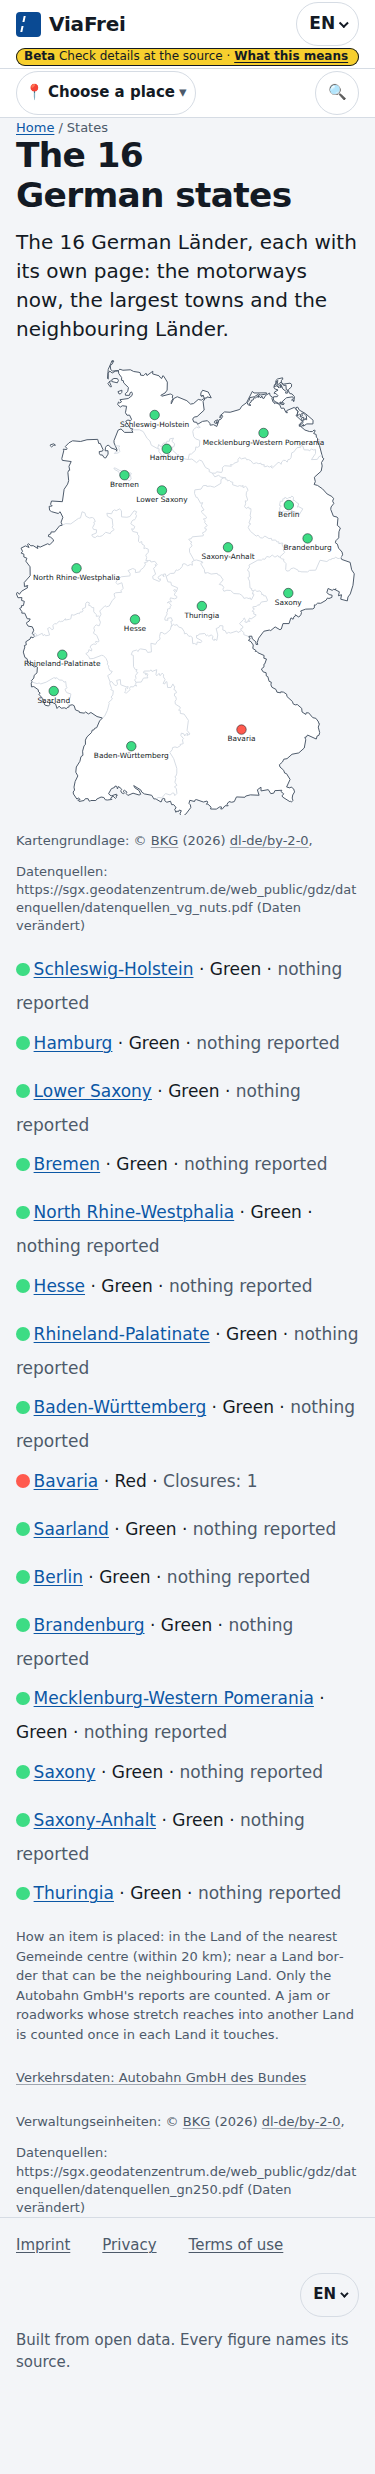 ViaFrei
EN
Beta Check details at the source · What this means
📍 Choose a place ▾
🔍
Home / States
The 16
German states
The 16 German Länder, each with
its own page: the motorways
now, the largest towns and the
neighbouring Länder.
Schleswig-Holstein
Mecklenburg-Western Pomerania
Hamburg
Bremen
Lower Saxony
Berlin
Brandenburg
Saxony-Anhalt
North Rhine-Westphalia
Saxony
Thuringia
Hesse
Rhineland-Palatinate
Saarland
Bavaria
Baden-Württemberg
Kartengrundlage: © BKG (2026) dl-de/by-2-0,
Datenquellen:
https://sgx.geodatenzentrum.de/web_public/gdz/dat
enquellen/datenquellen_vg_nuts.pdf (Daten
verändert)
Schleswig-Holstein · Green · nothing
reported
Hamburg · Green · nothing reported
Lower Saxony · Green · nothing
reported
Bremen · Green · nothing reported
North Rhine-Westphalia · Green ·
nothing reported
Hesse · Green · nothing reported
Rhineland-Palatinate · Green · nothing
reported
Baden-Württemberg · Green · nothing
reported
Bavaria · Red · Closures: 1
Saarland · Green · nothing reported
Berlin · Green · nothing reported
Brandenburg · Green · nothing
reported
Mecklenburg-Western Pomerania ·
Green · nothing reported
Saxony · Green · nothing reported
Saxony-Anhalt · Green · nothing
reported
Thuringia · Green · nothing reported
How an item is placed: in the Land of the nearest
Gemeinde centre (within 20 km); near a Land bor-
der that can be the neighbouring Land. Only the
Autobahn GmbH's reports are counted. A jam or
roadworks whose stretch reaches into another Land
is counted once in each Land it touches.
Verkehrsdaten: Autobahn GmbH des Bundes
Verwaltungseinheiten: © BKG (2026) dl-de/by-2-0,
Datenquellen:
https://sgx.geodatenzentrum.de/web_public/gdz/dat
enquellen/datenquellen_gn250.pdf (Daten
verändert)
Imprint Privacy Terms of use
EN
Built from open data. Every figure names its
source.